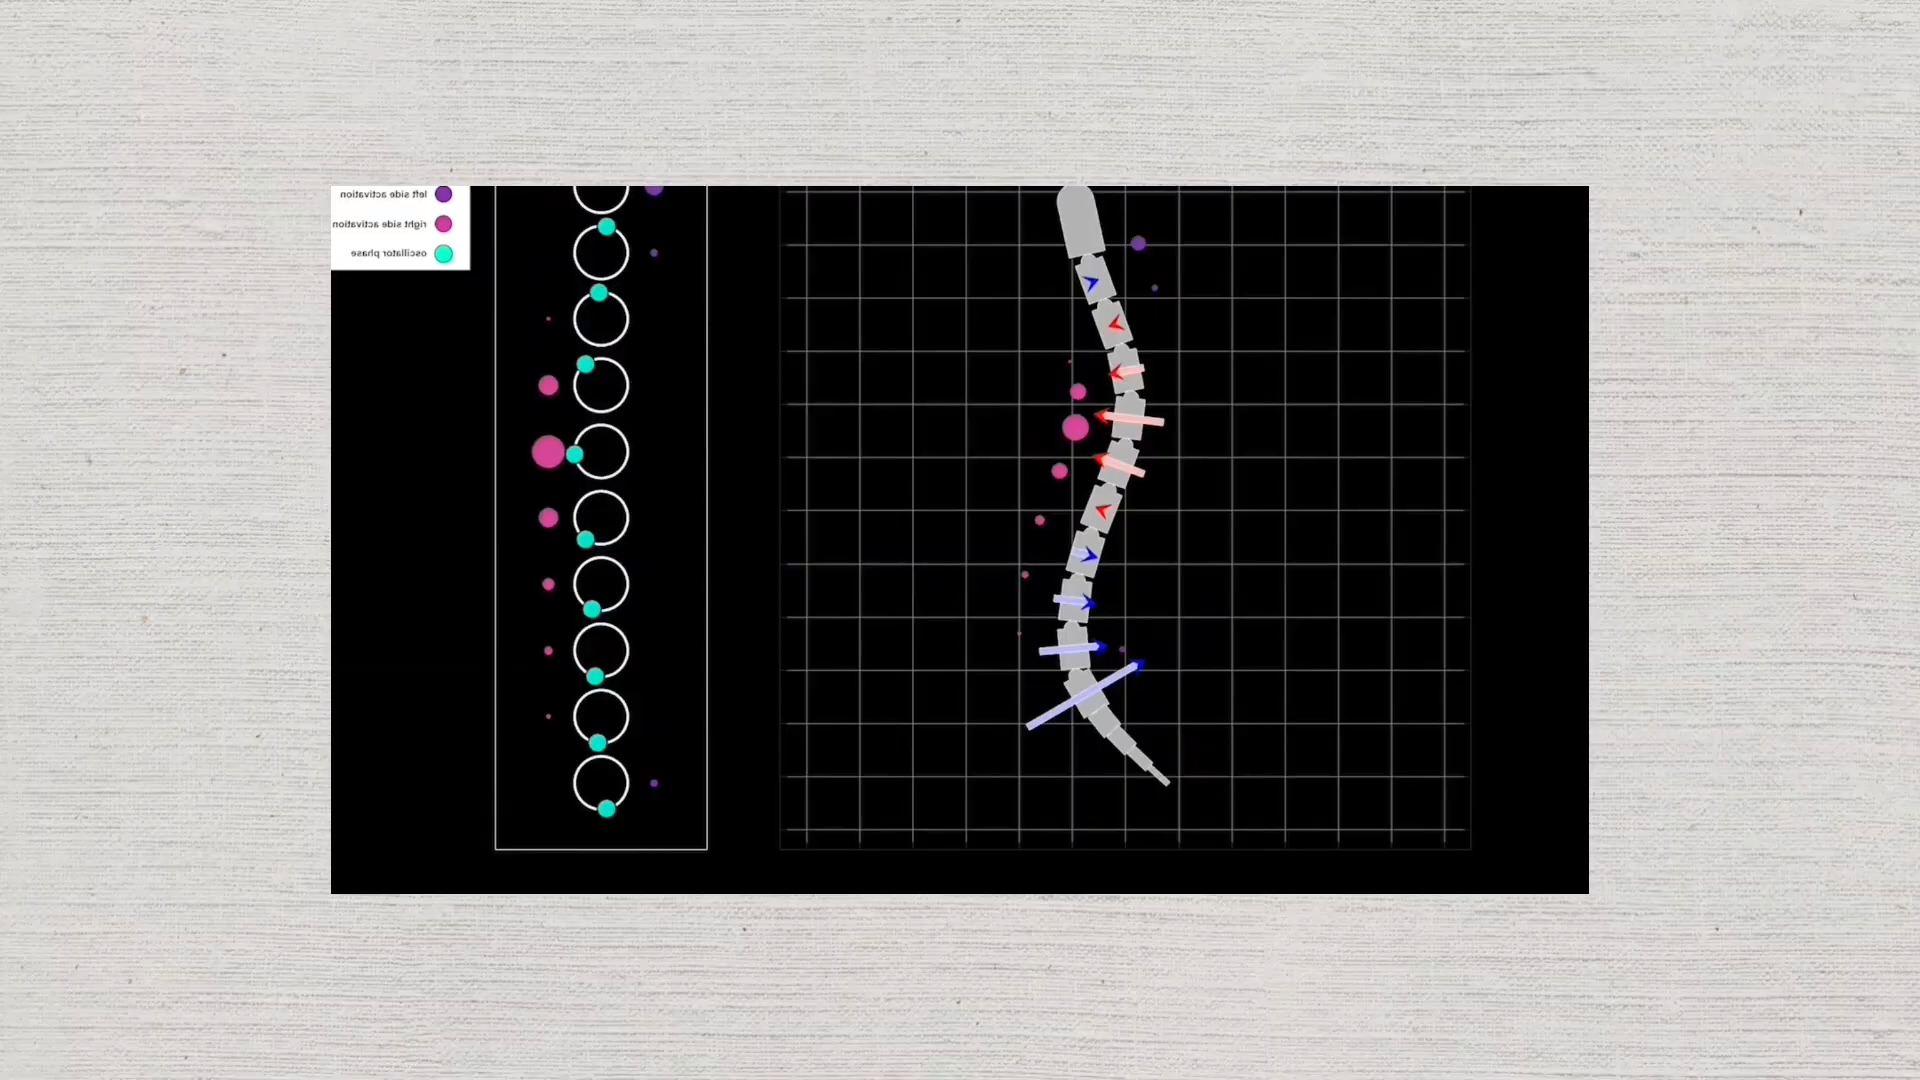 left side activation
right side activation
oscillator phase